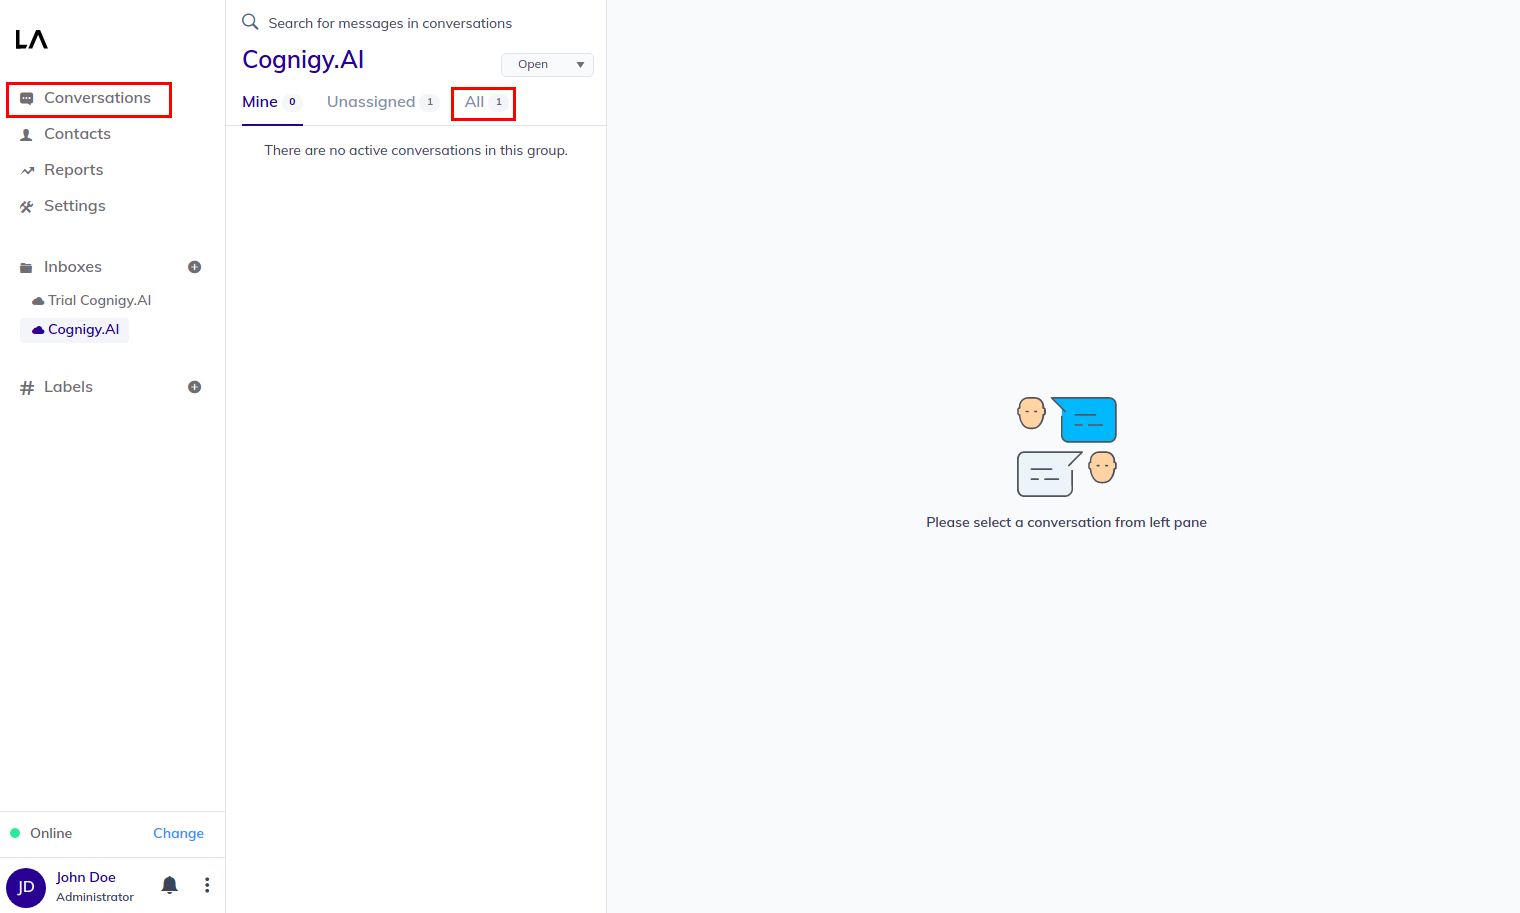 LA
Conversations
Contacts
Reports
Settings
Inboxes
Trial Cognigy.AI
Cognigy.AI
Labels
Online Change
JD
John Doe
Administrator
Search for messages in conversations
Cognigy.AI
Open
Mine 0 Unassigned 1 All 1
There are no active conversations in this group.
Please select a conversation from left pane